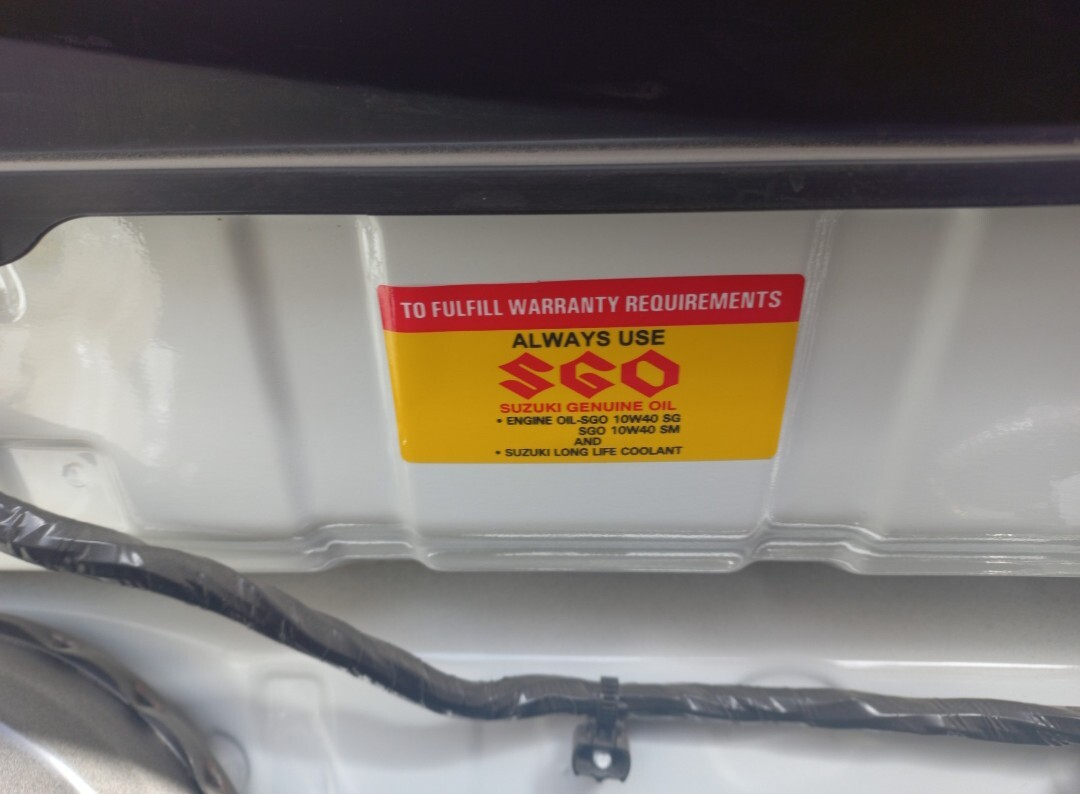 TO FULFILL WARRANTY REQUIREMENTS
ALWAYS USE
SGO
SUZUKI GENUINE OIL
• ENGINE OIL-SGO 10W40 SG
SGO 10W40 SM
AND
• SUZUKI LONG LIFE COOLANT